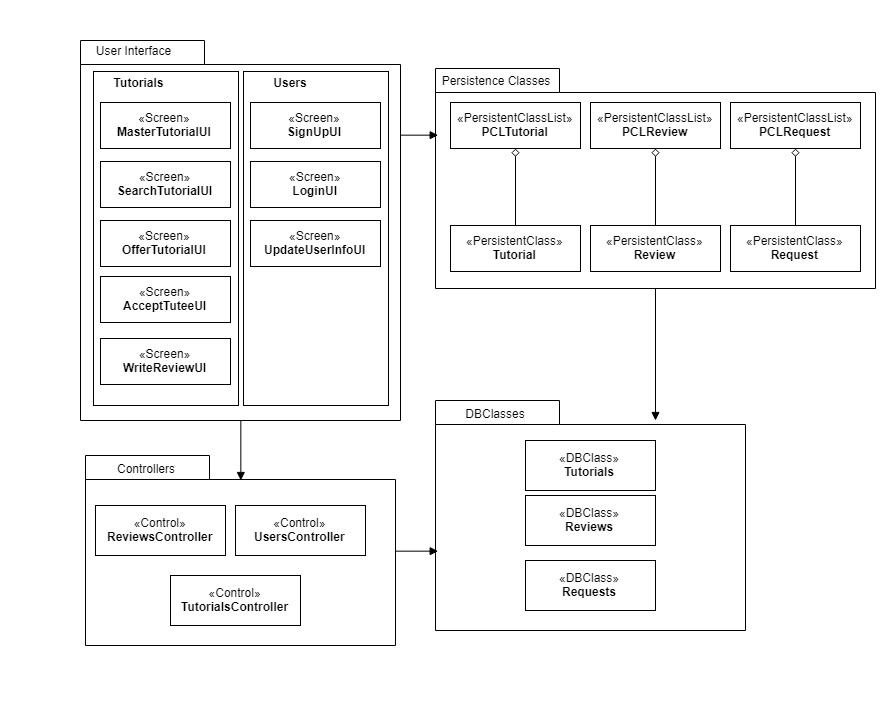 User Interface
Tutorials
«Screen»
MasterTutorialUI
«Screen»
SearchTutorialUI
«Screen»
OfferTutorialUI
«Screen»
AcceptTuteeUI
«Screen»
WriteReviewUI
Users
«Screen»
SignUpUI
«Screen»
LoginUI
«Screen»
UpdateUserInfoUI
Persistence Classes
«PersistentClassList»
PCLTutorial
«PersistentClassList»
PCLReview
«PersistentClassList»
PCLRequest
«PersistentClass»
Tutorial
«PersistentClass»
Review
«PersistentClass»
Request
Controllers
«Control»
ReviewsController
«Control»
UsersController
«Control»
TutorialsController
DBClasses
«DBClass»
Tutorials
«DBClass»
Reviews
«DBClass»
Requests